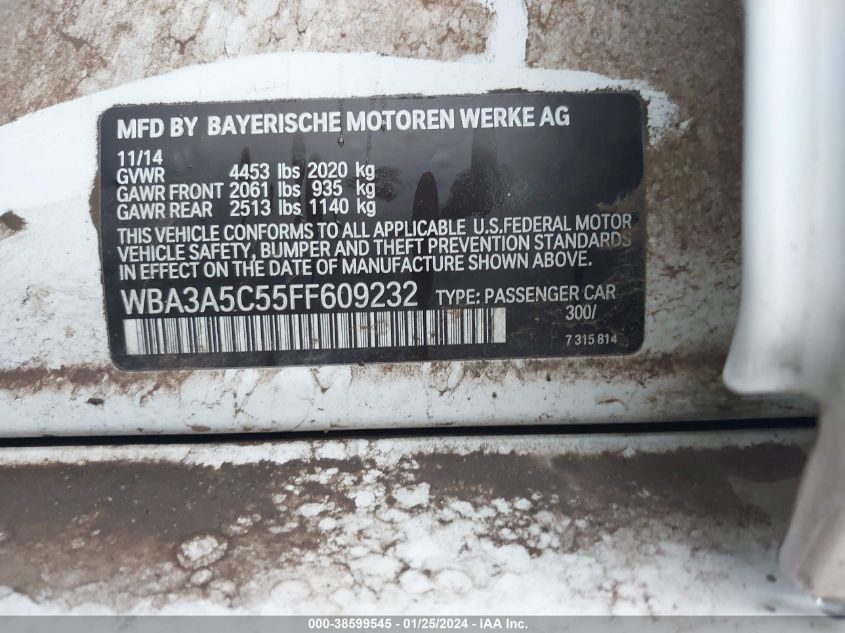 MFD BY BAYERISCHE MOTOREN WERKE AG
11/14
GVWR 4453 lbs 2020 kg
GAWR FRONT 2061 lbs 935 kg
GAWR REAR 2513 lbs 1140 kg
THIS VEHICLE CONFORMS TO ALL APPLICABLE U.S.FEDERAL MOTOR
VEHICLE SAFETY, BUMPER AND THEFT PREVENTION STANDARDS
IN EFFECT ON THE DATE OF MANUFACTURE SHOWN ABOVE.
WBA3A5C55FF609232 TYPE: PASSENGER CAR
300/
7 315 814
000-38599545 - 01/25/2024 - IAA Inc.